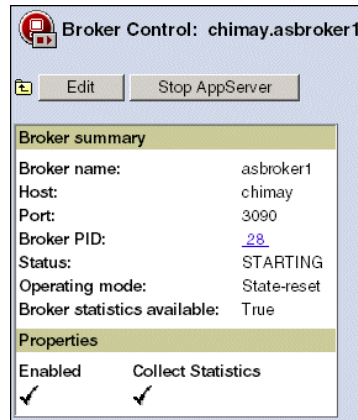 Broker Control: chimay.asbroker1
Edit Stop AppServer
Broker summary
Broker name: asbroker1
Host: chimay
Port: 3090
Broker PID: 28
Status: STARTING
Operating mode: State-reset
Broker statistics available: True
Properties
Enabled Collect Statistics